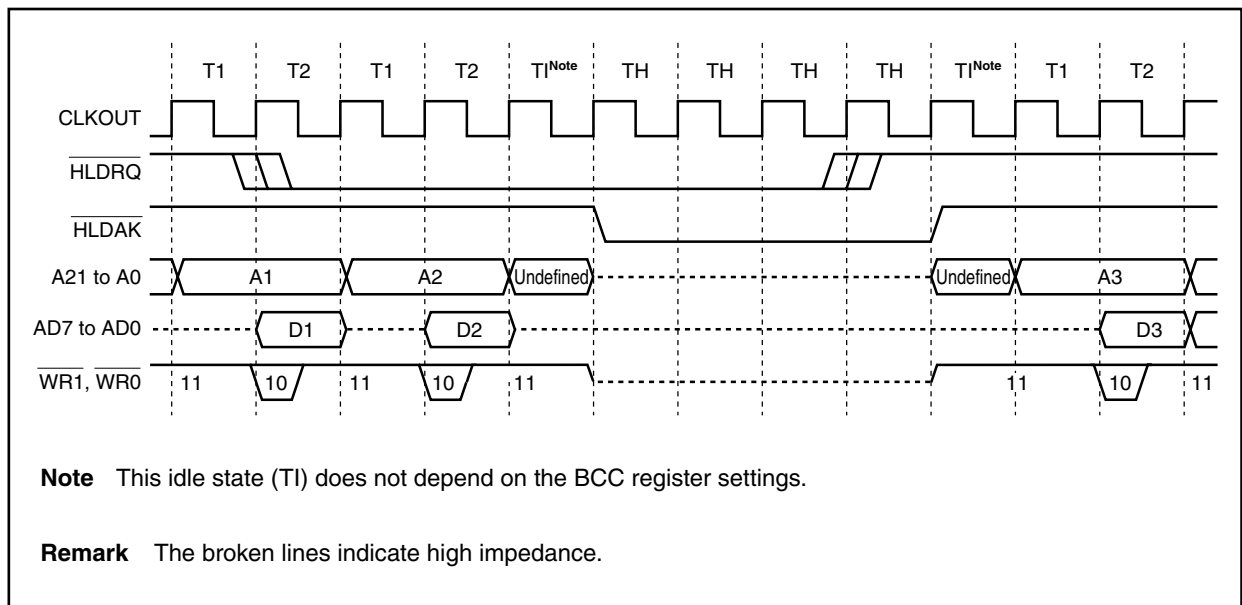 T1 T2 T1 T2 TINote TH TH TH TH TINote T1 T2
CLKOUT
HLDRQ
HLDAK
A21 to A0 A1 A2 Undefined Undefined A3
AD7 to AD0 D1 D2 D3
WR1, WR0 11 10 11 10 11 11 10 11
Note This idle state (TI) does not depend on the BCC register settings.
Remark The broken lines indicate high impedance.